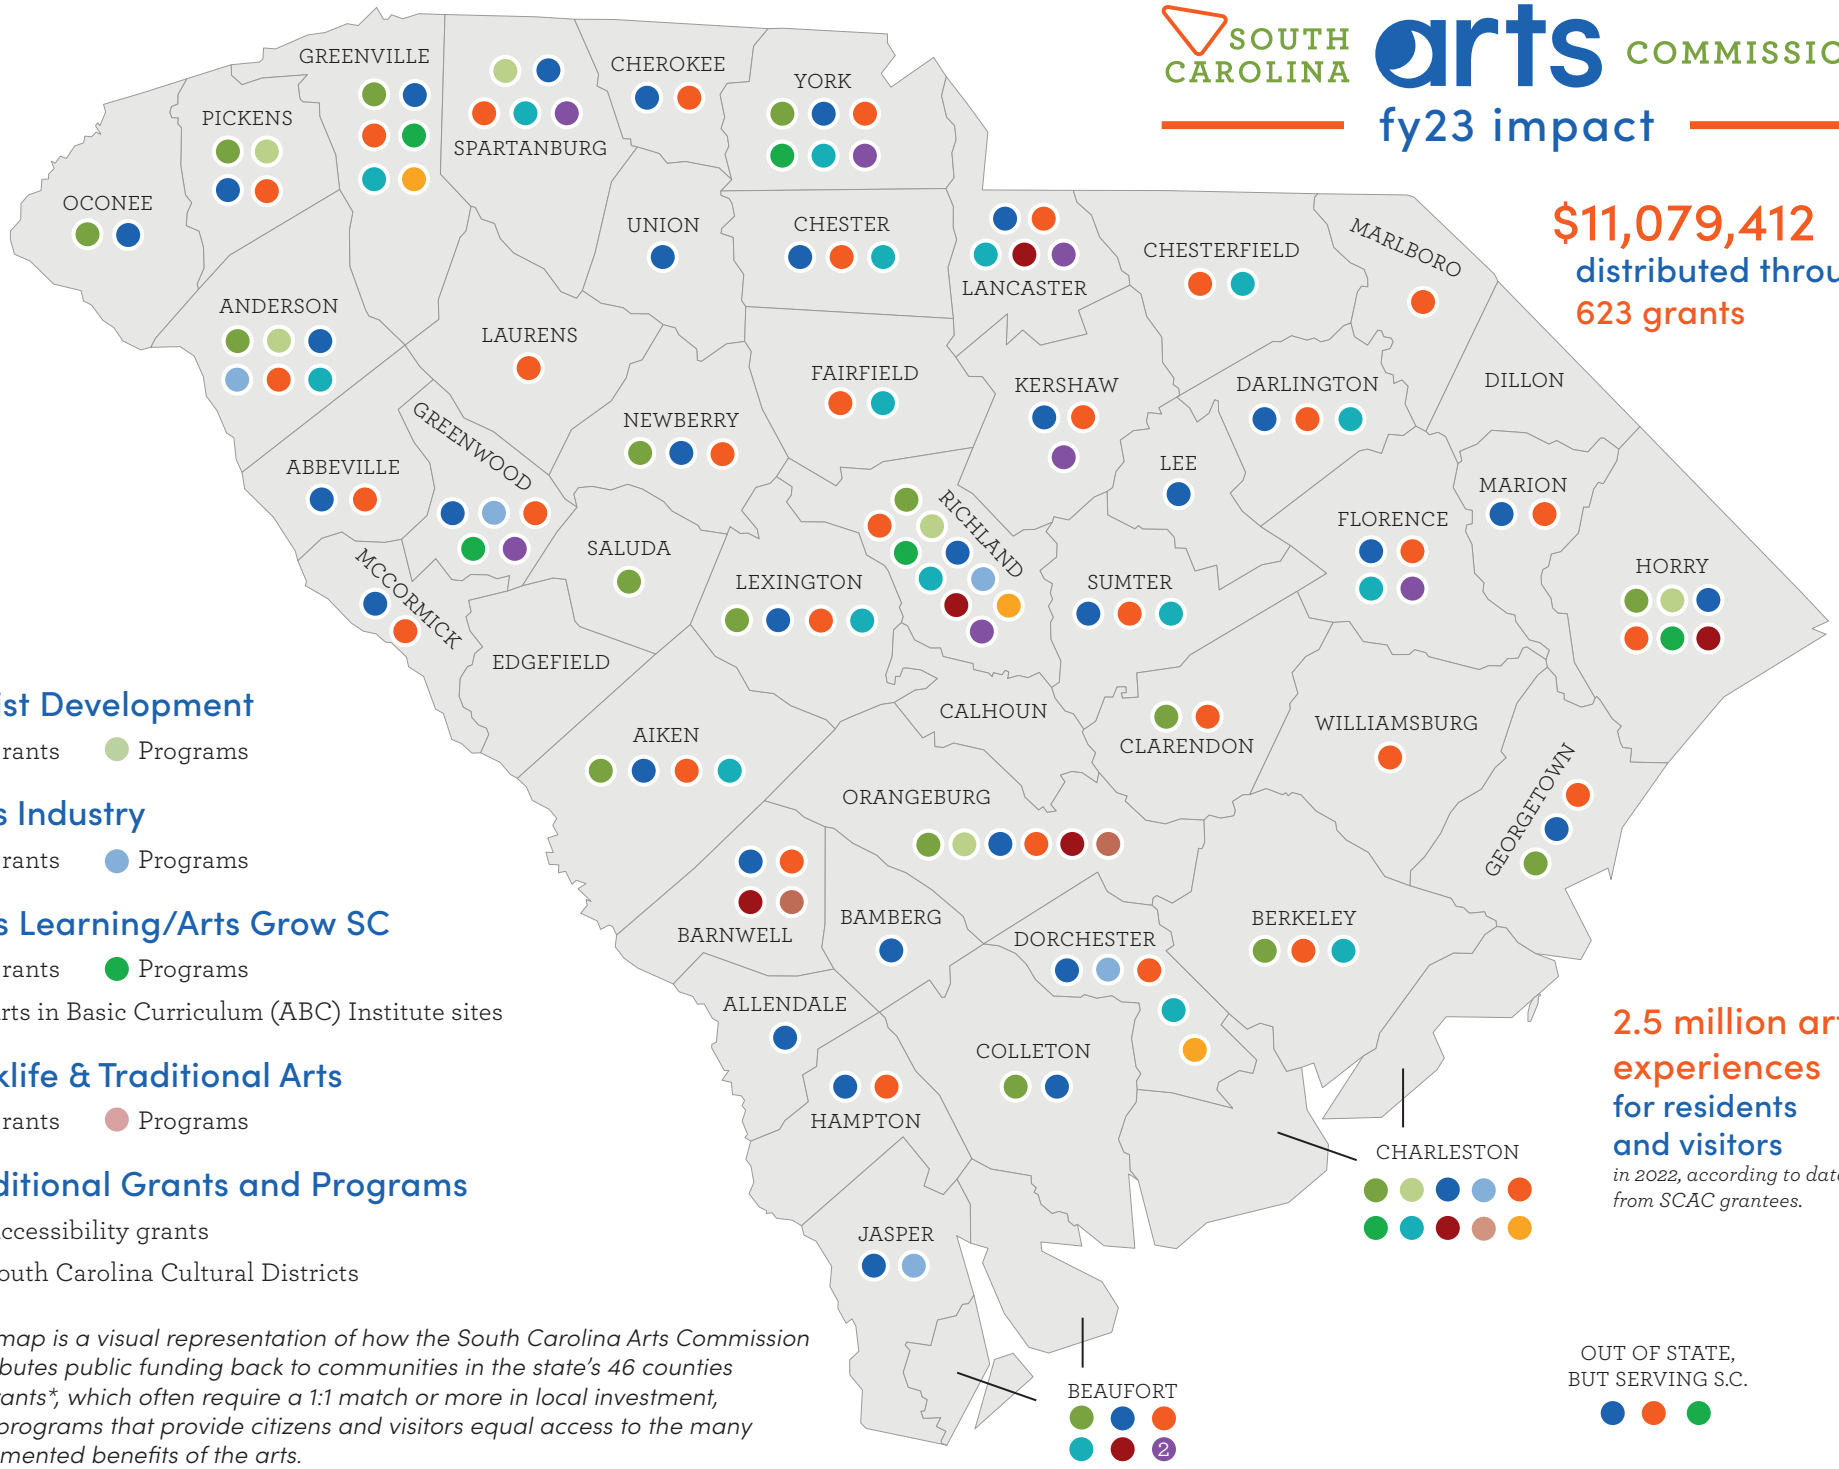 SOUTH
CAROLINA
arts
COMMISSIO
fy23 impact
$11,079,412
distributed throu
623 grants
GREENVILLE
CHEROKEE
YORK
PICKENS
SPARTANBURG
OCONEE
UNION
CHESTER
LANCASTER
CHESTERFIELD
MARLBORO
ANDERSON
LAURENS
FAIRFIELD
KERSHAW
DARLINGTON
DILLON
GREENWOOD
NEWBERRY
ABBEVILLE
LEE
MARION
RICHLAND
FLORENCE
SALUDA
MCCORMICK
LEXINGTON
SUMTER
HORRY
EDGEFIELD
CALHOUN
CLARENDON
WILLIAMSBURG
AIKEN
GEORGETOWN
ORANGEBURG
BARNWELL
BAMBERG
DORCHESTER
BERKELEY
ALLENDALE
COLLETON
HAMPTON
CHARLESTON
JASPER
BEAUFORT
2
ist Development
rants Programs
s Industry
rants Programs
s Learning/Arts Grow SC
rants Programs
rts in Basic Curriculum (ABC) Institute sites
klife & Traditional Arts
rants Programs
ditional Grants and Programs
ccessibility grants
outh Carolina Cultural Districts
map is a visual representation of how the South Carolina Arts Commission
butes public funding back to communities in the state's 46 counties
rants*, which often require a 1:1 match or more in local investment,
programs that provide citizens and visitors equal access to the many
mented benefits of the arts.
2.5 million art
experiences
for residents
and visitors
in 2022, according to data
from SCAC grantees.
OUT OF STATE,
BUT SERVING S.C.